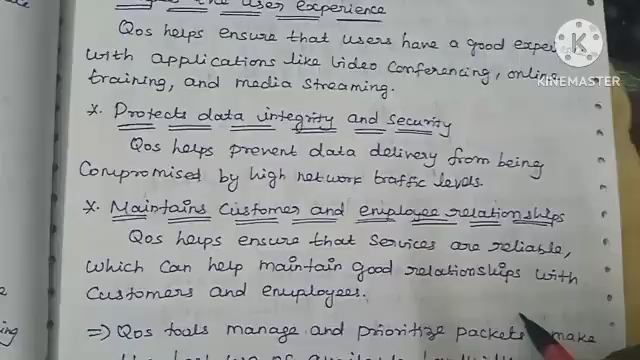 the user experience
Qos helps ensure that users have a good experi
with applications like video conferencing, online
training, and media streaming.
* Protects data integrity and security
Qos helps prevent data delivery from being
compromised by high network traffic levels.
* Maintains customer and employee relationships
Qos helps ensure that services are reliable,
which can help maintain good relationships with
customers and employees.
=> Qos tools manage and prioritize packets make
KINEMASTER